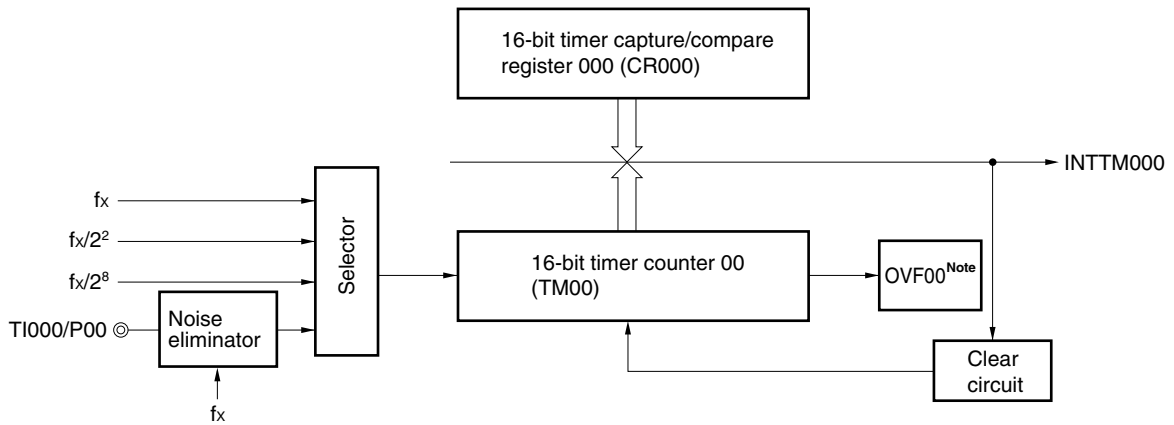 16-bit timer capture/compare
register 000 (CR000)
INTTM000
fx
fx/2²
fx/2⁸
Selector
16-bit timer counter 00
(TM00)
OVF00Note
TI000/P00
Noise
eliminator
Clear
circuit
fx